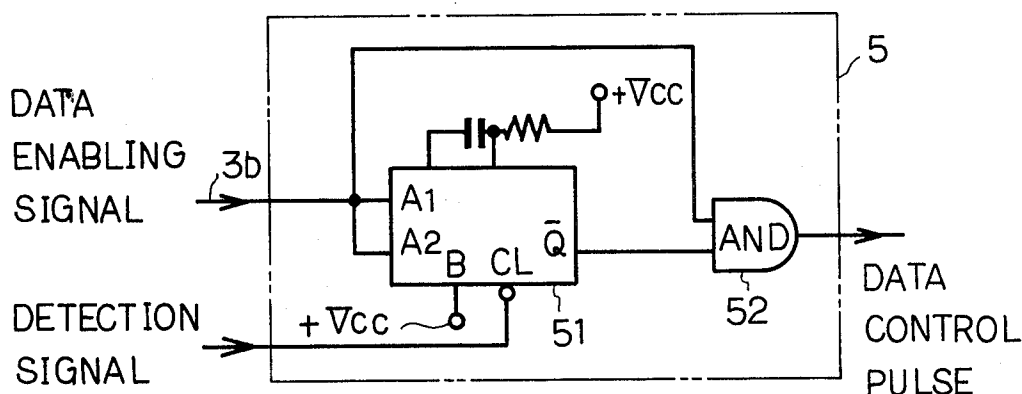 5
+VCC
DATA
ENABLING
SIGNAL
3b
A1
A2
B
CL
Q̅
AND
51
52
+VCC
DETECTION
SIGNAL
DATA
CONTROL
PULSE